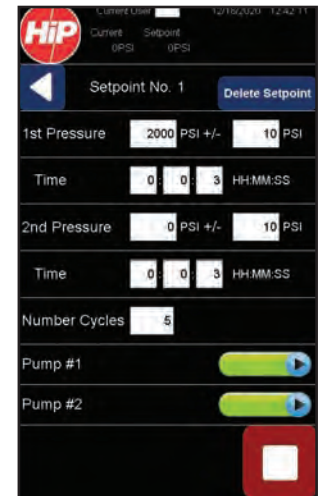 HiP
Current User 12/16/2020 12:42:11
Current Setpoint
0PSI 0PSI
Setpoint No. 1 Delete Setpoint
1st Pressure 2000 PSI +/- 10 PSI
Time 0 : 0 : 3 HH:MM:SS
2nd Pressure 0 PSI +/- 10 PSI
Time 0 : 0 : 3 HH:MM:SS
Number Cycles 5
Pump #1
Pump #2